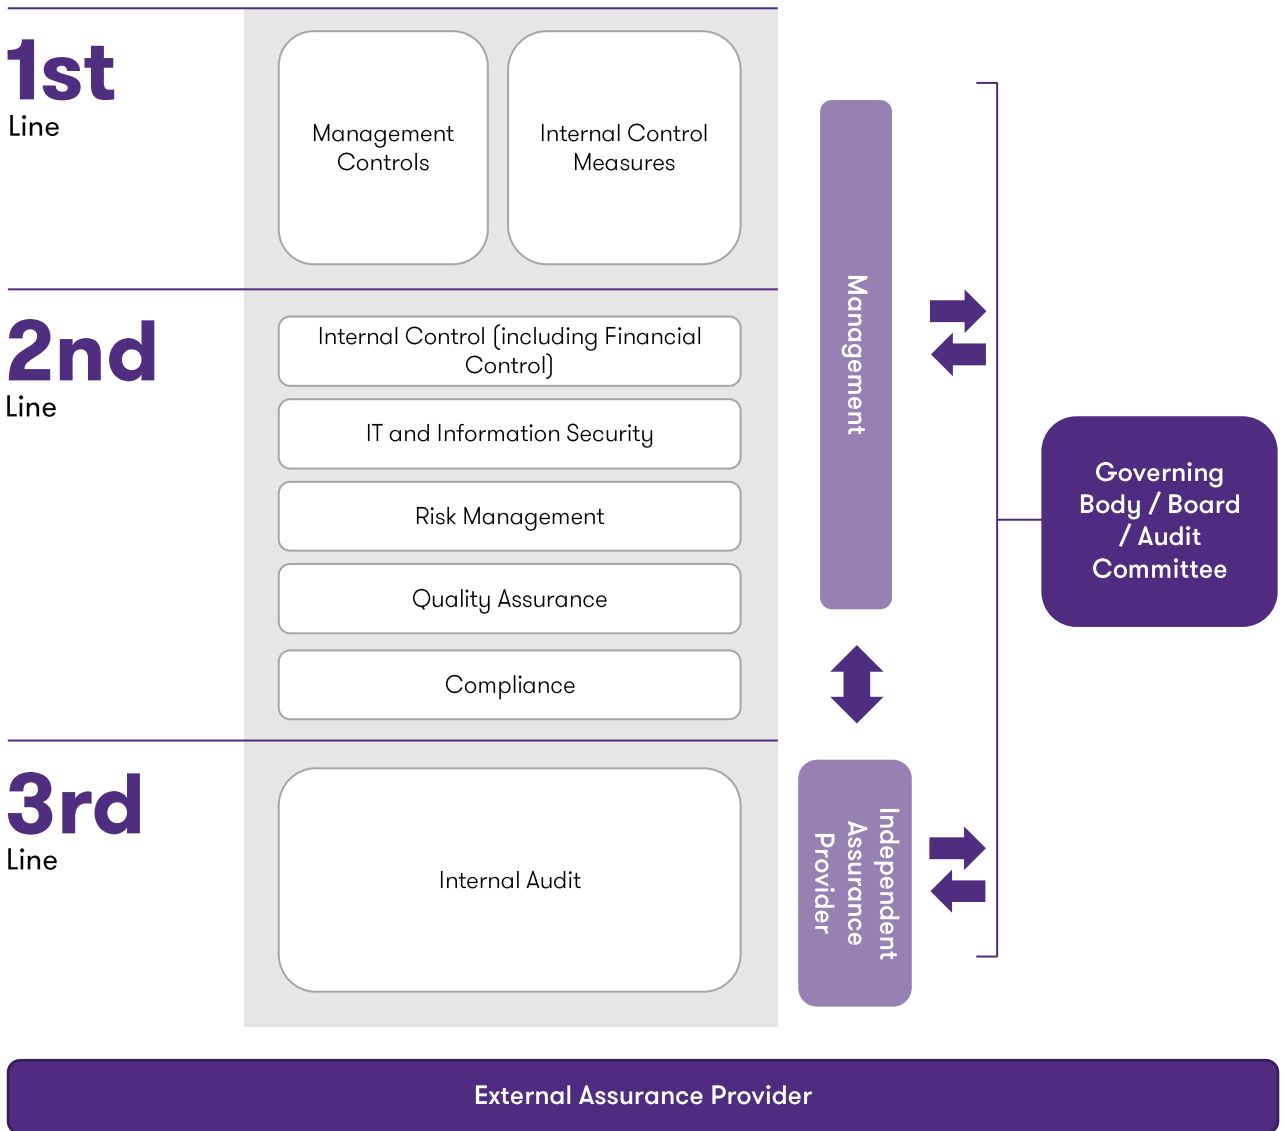 1st
Line
Management
Controls
Internal Control
Measures
2nd
Line
Internal Control (including Financial
Control)
IT and Information Security
Risk Management
Quality Assurance
Compliance
3rd
Line
Internal Audit
Management
Independent
Assurance
Provider
Governing
Body / Board
/ Audit
Committee
External Assurance Provider